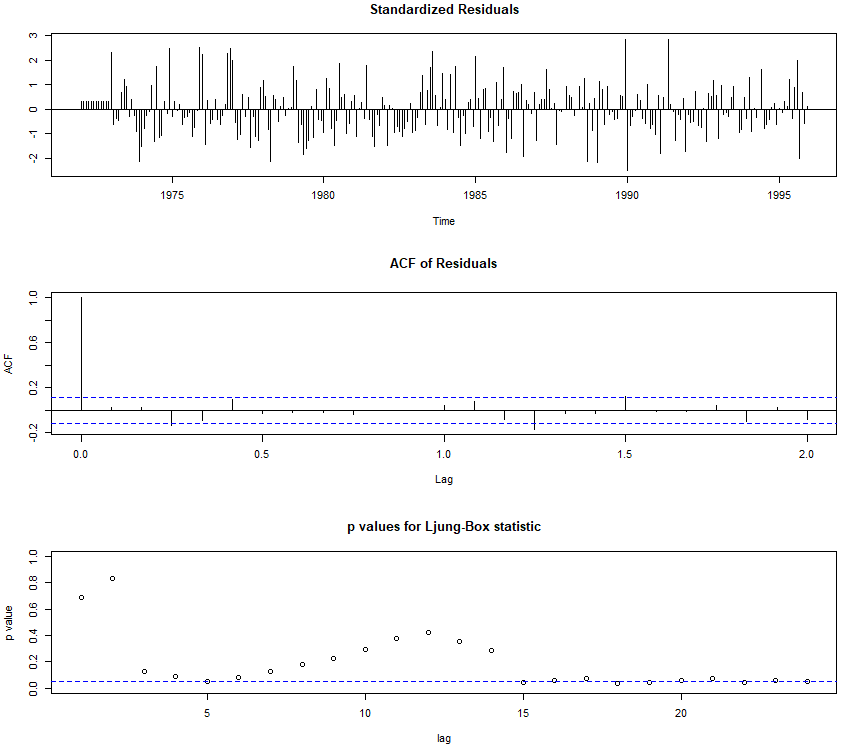 Standardized Residuals
3
2
1
0
-1
-2
1975 1980 1985 1990 1995
Time
ACF of Residuals
1.0
0.6
0.2
-0.2
ACF
0.0 0.5 1.0 1.5 2.0
Lag
p values for Ljung-Box statistic
1.0
0.8
0.6
0.4
0.2
0.0
p value
5 10 15 20
lag